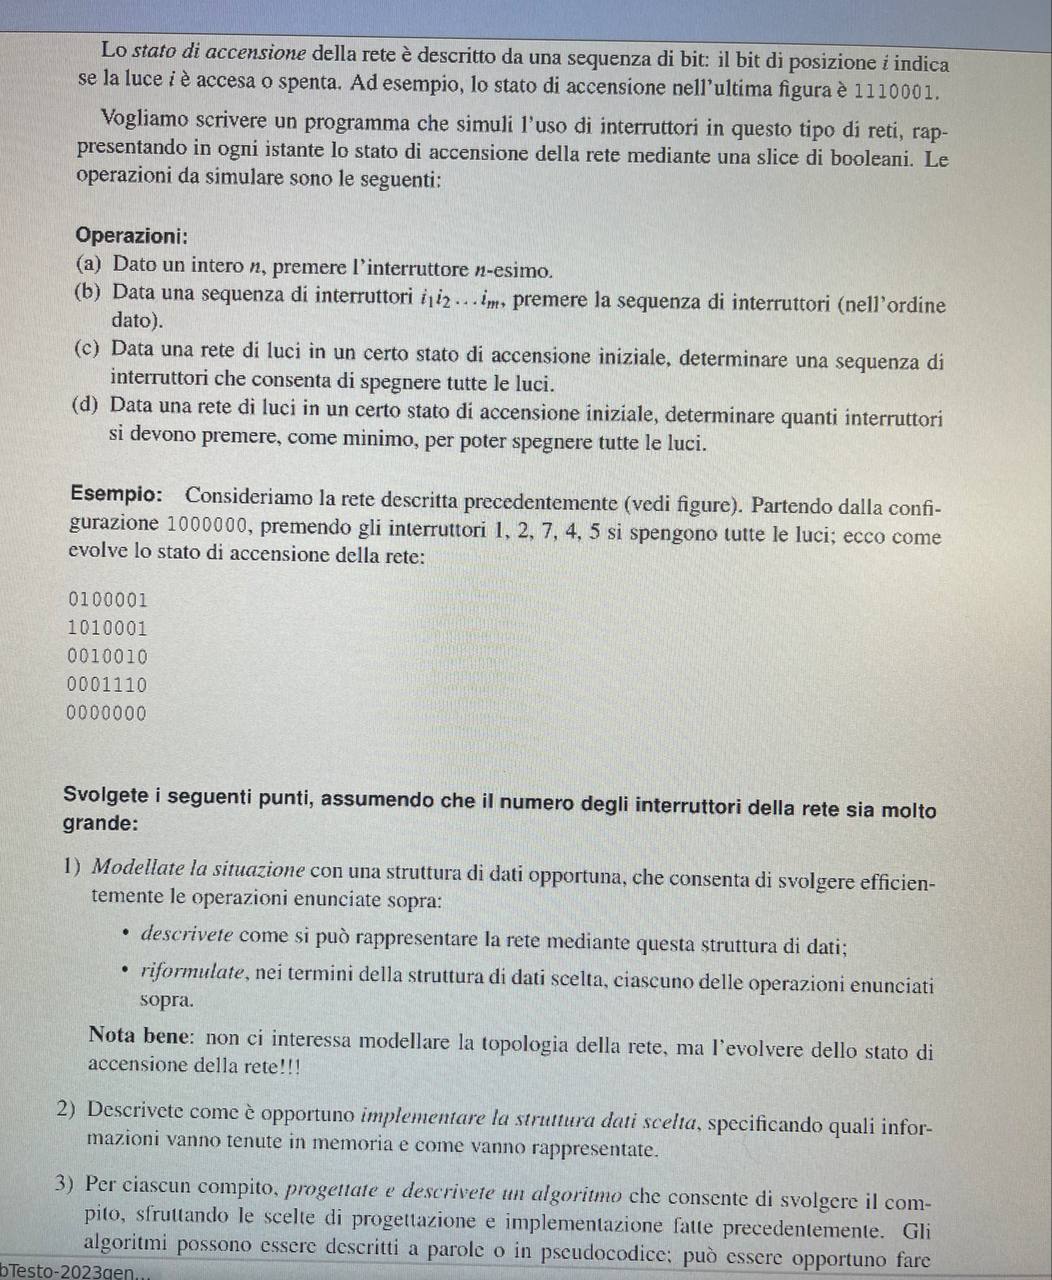 Lo stato di accensione della rete è descritto da una sequenza di bit: il bit di posizione i indica
se la luce i è accesa o spenta. Ad esempio, lo stato di accensione nell'ultima figura è 1110001.
Vogliamo scrivere un programma che simuli l'uso di interruttori in questo tipo di reti, rap-
presentando in ogni istante lo stato di accensione della rete mediante una slice di booleani. Le
operazioni da simulare sono le seguenti:
Operazioni:
(a) Dato un intero n, premere l'interruttore n-esimo.
(b) Data una sequenza di interruttori i₁i₂...iₘ, premere la sequenza di interruttori (nell'ordine
dato).
(c) Data una rete di luci in un certo stato di accensione iniziale, determinare una sequenza di
interruttori che consenta di spegnere tutte le luci.
(d) Data una rete di luci in un certo stato di accensione iniziale, determinare quanti interruttori
si devono premere, come minimo, per poter spegnere tutte le luci.
Esempio: Consideriamo la rete descritta precedentemente (vedi figure). Partendo dalla confi-
gurazione 1000000, premendo gli interruttori 1, 2, 7, 4, 5 si spengono tutte le luci; ecco come
evolve lo stato di accensione della rete:
0100001
1010001
0010010
0001110
0000000
Svolgete i seguenti punti, assumendo che il numero degli interruttori della rete sia molto
grande:
1) Modellate la situazione con una struttura di dati opportuna, che consenta di svolgere efficien-
temente le operazioni enunciate sopra:
• descrivete come si può rappresentare la rete mediante questa struttura di dati;
• riformulate, nei termini della struttura di dati scelta, ciascuno delle operazioni enunciati
sopra.
Nota bene: non ci interessa modellare la topologia della rete, ma l'evolvere dello stato di
accensione della rete!!!
2) Descrivete come è opportuno implementare la struttura dati scelta, specificando quali infor-
mazioni vanno tenute in memoria e come vanno rappresentate.
3) Per ciascun compito, progettate e descrivete un algoritmo che consente di svolgere il com-
pito, sfruttando le scelte di progettazione e implementazione fatte precedentemente. Gli
algoritmi possono essere descritti a parole o in pseudocodice; può essere opportuno fare
bTesto-2023gen...